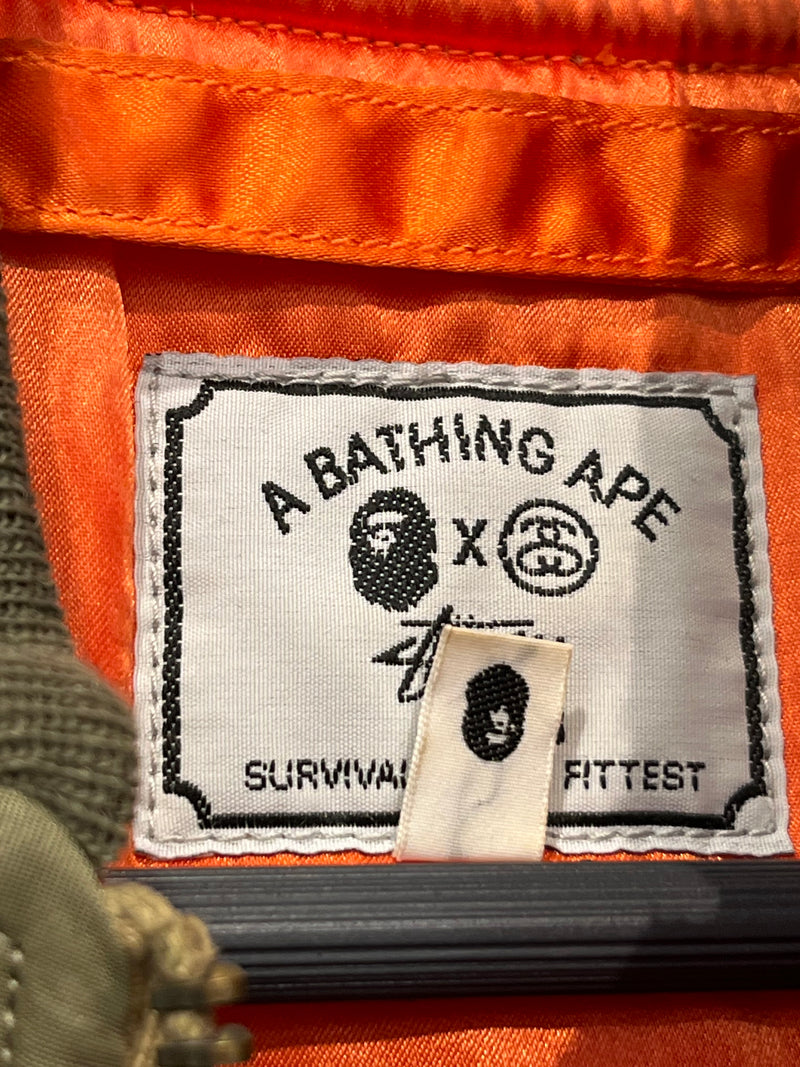 A BATHING APE
X
SURVIVAL
FITTEST